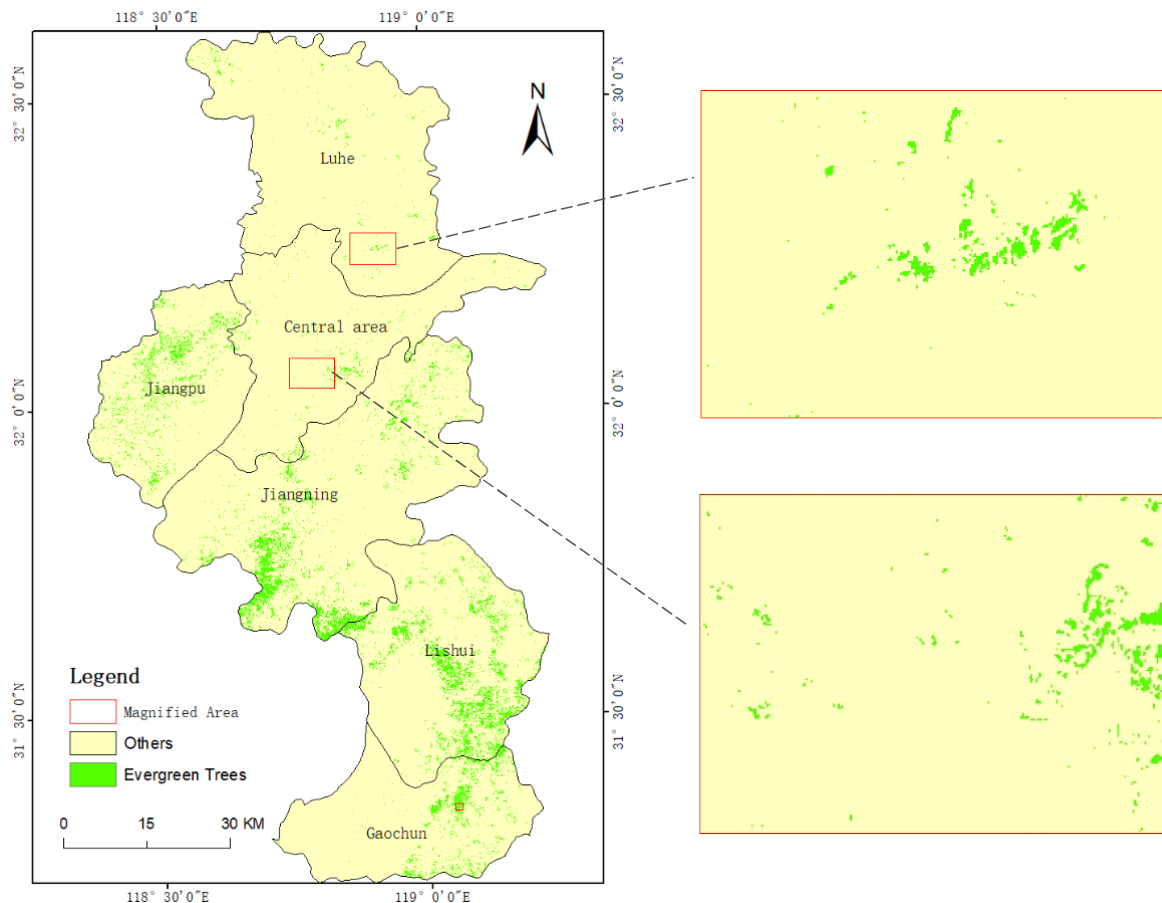 118° 30′0″E
119° 0′0″E
32° 30′0″N
32° 30′0″N
N
Luhe
Central area
Jiangpu
32° 0′0″N
32° 0′0″N
Jiangning
Lishui
Legend
Magnified Area
Others
Evergreen Trees
31° 30′0″N
31° 30′0″N
0 15 30 KM
Gaochun
118° 30′0″E
119° 0′0″E